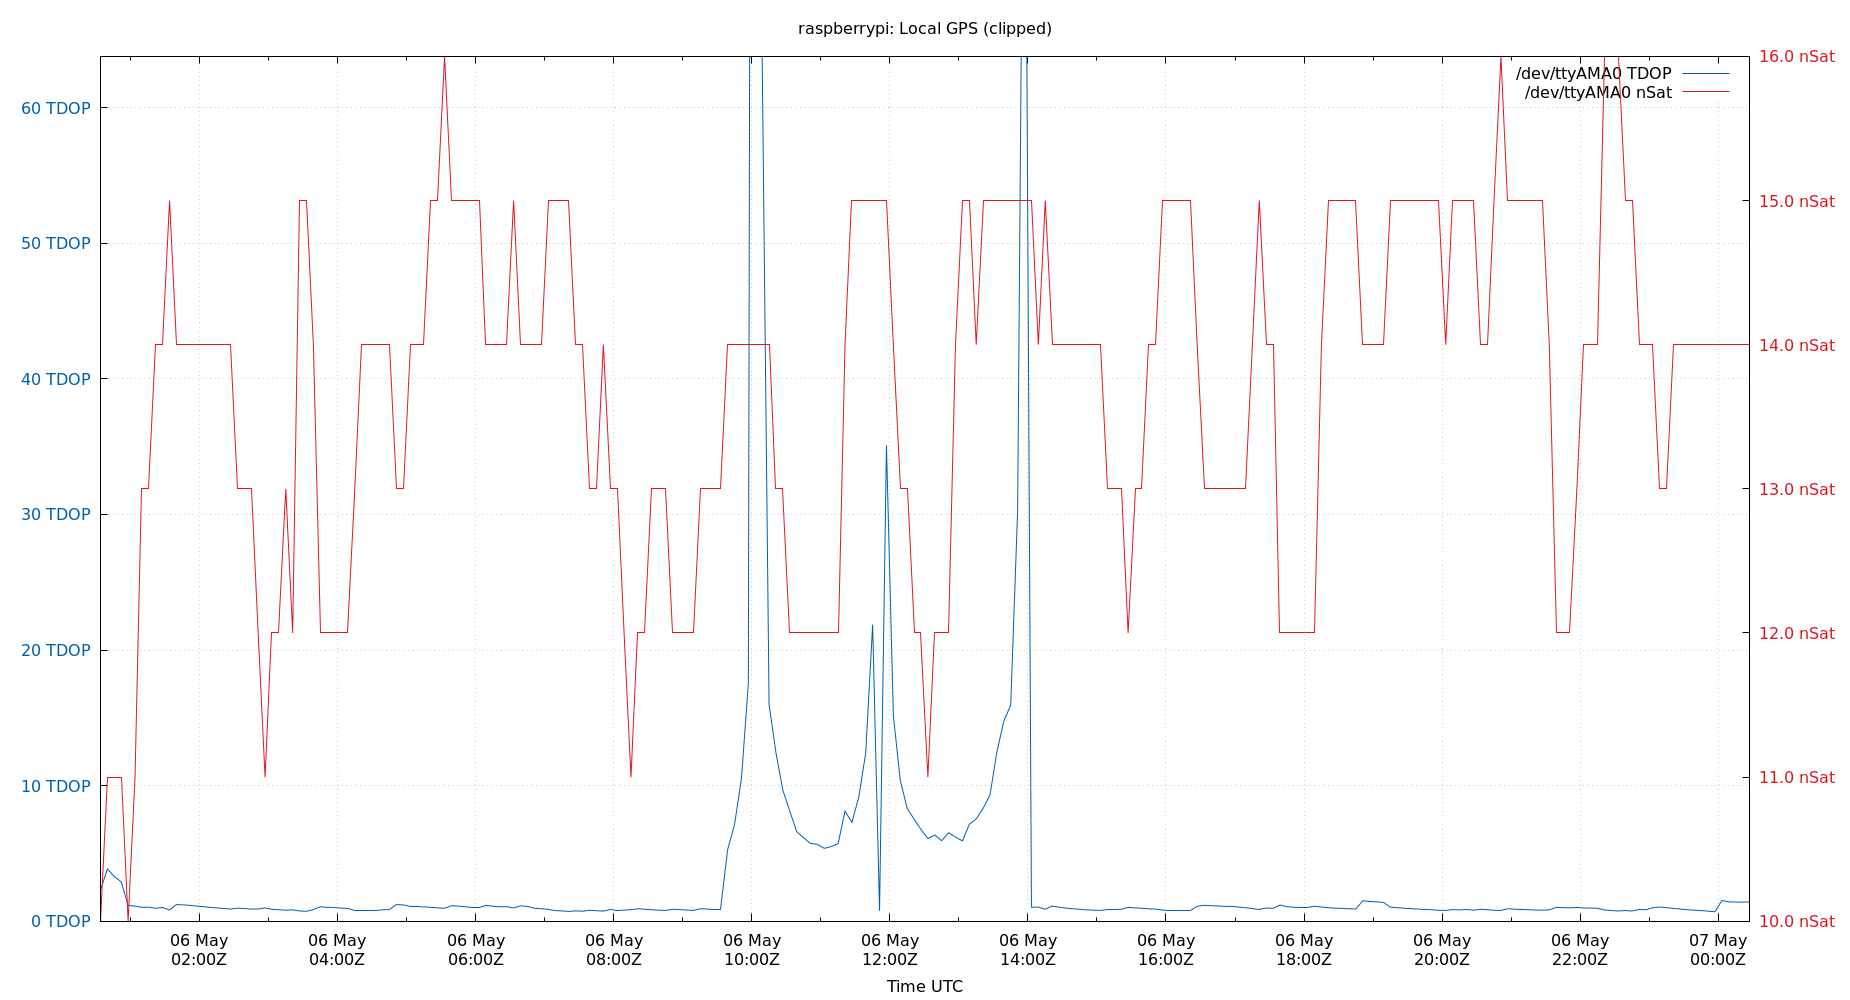 raspberrypi: Local GPS (clipped)
/dev/ttyAMA0 TDOP
/dev/ttyAMA0 nSat
60 TDOP
50 TDOP
40 TDOP
30 TDOP
20 TDOP
10 TDOP
0 TDOP
16.0 nSat
15.0 nSat
14.0 nSat
13.0 nSat
12.0 nSat
11.0 nSat
10.0 nSat
06 May
02:00Z
06 May
04:00Z
06 May
06:00Z
06 May
08:00Z
06 May
10:00Z
06 May
12:00Z
06 May
14:00Z
06 May
16:00Z
06 May
18:00Z
06 May
20:00Z
06 May
22:00Z
07 May
00:00Z
Time UTC